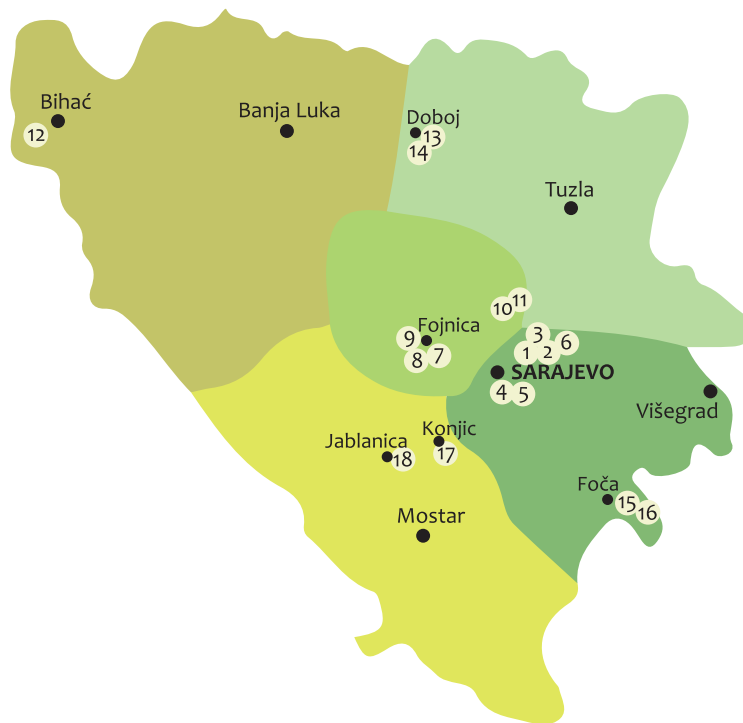 Bihać
12
Banja Luka
Doboj
13
14
Tuzla
11
10
9
Fojnica
8
7
3
1
2
6
SARAJEVO
4
5
Višegrad
Konjic
17
Jablanica
18
Foča
15
16
Mostar